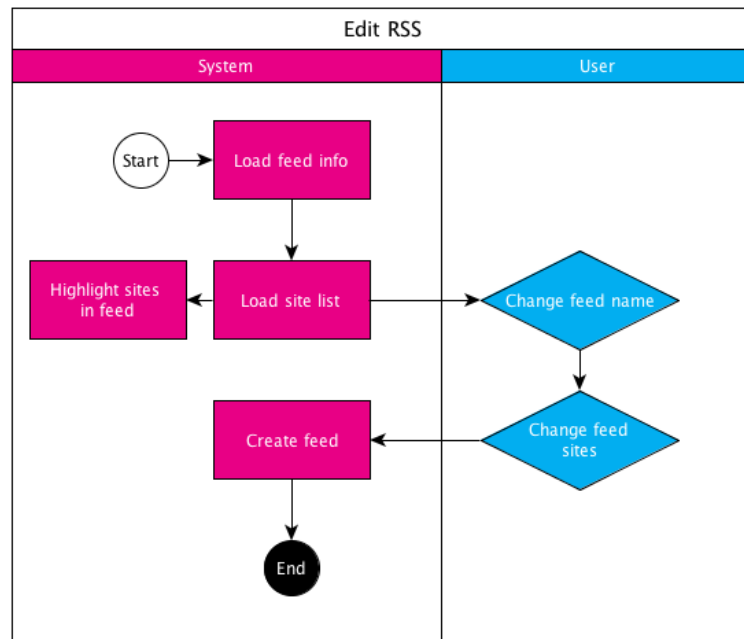 Edit RSS
System
User
Start
Load feed info
Highlight sites
in feed
Load site list
Change feed name
Create feed
Change feed
sites
End